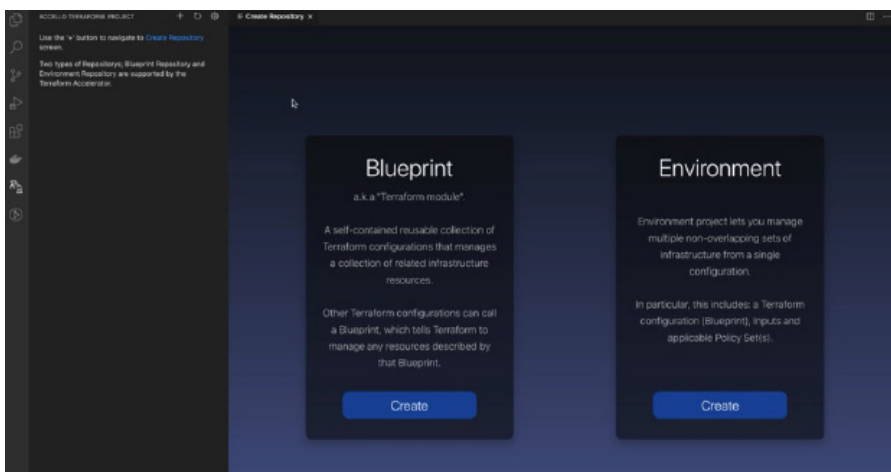 ACCELLO TERRAFORM PROJECT
Create Repository
Use the '+' button to navigate to Create Repository
screen.
Two types of Repositorys; Blueprint Repository and
Environment Repository are supported by the
Terraform Accelerator.
Blueprint
a.k.a "Terraform module".
A self-contained reusable collection of
Terraform configurations that manages
a collection of related infrastructure
resources.
Other Terraform configurations can call
a Blueprint, which tells Terraform to
manage any resources described by
that Blueprint.
Create
Environment
Environment project lets you manage
multiple non-overlapping sets of
infrastructure from a single
configuration.
In particular, this includes: a Terraform
configuration (Blueprint), Inputs and
applicable Policy Set(s).
Create